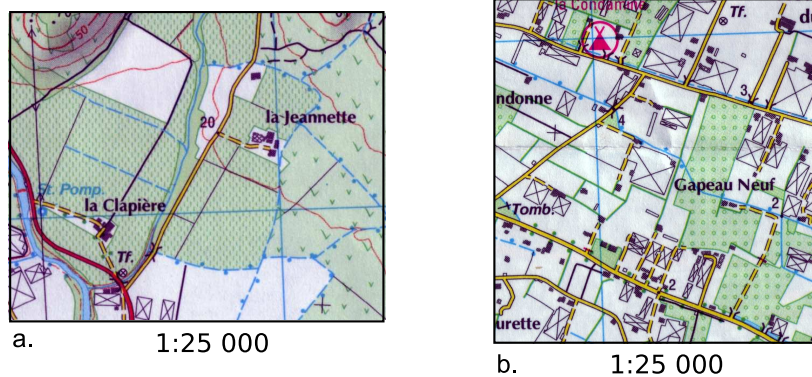 50
20
la Jeannette
St. Pomp.
la Clapière
Tf.
a.
1:25 000
la Condamine
Tf.
3
ndonne
4
Gapeau Neuf
Tomb.
2
2
urette
b.
1:25 000